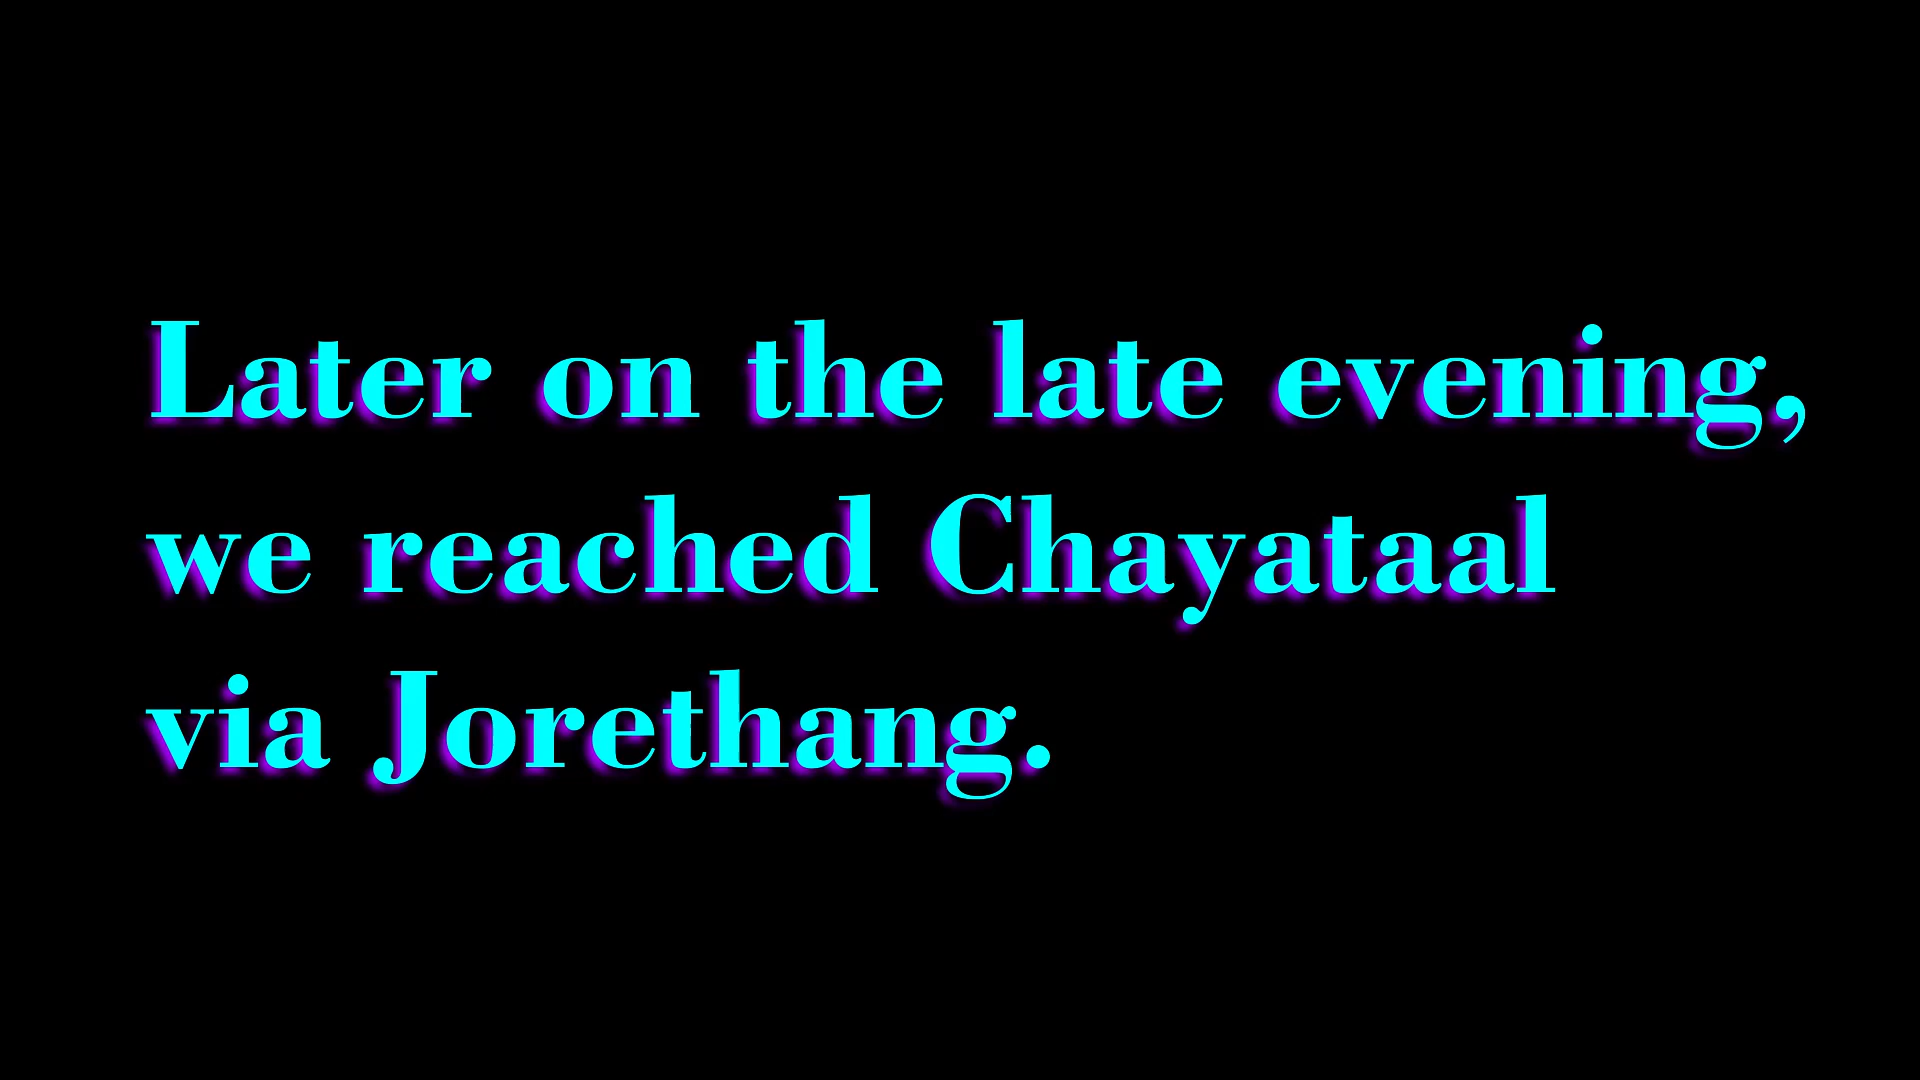 Later on the late evening,
we reached Chayataal
via Jorethang.